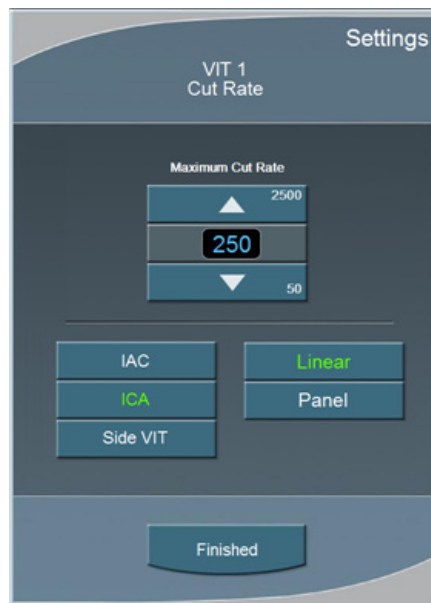 Settings
VIT 1
Cut Rate
Maximum Cut Rate
2500
250
50
IAC
Linear
ICA
Panel
Side VIT
Finished